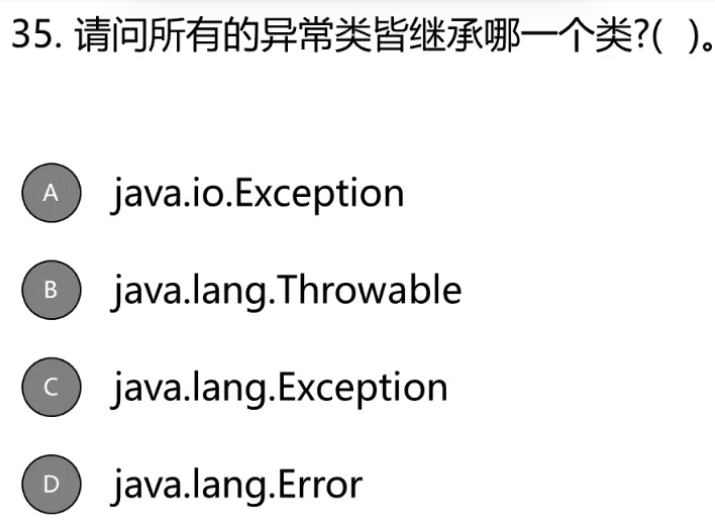 35. 请问所有的异常类皆继承哪一个类?( )。
A java.io.Exception
B java.lang.Throwable
C java.lang.Exception
D java.lang.Error